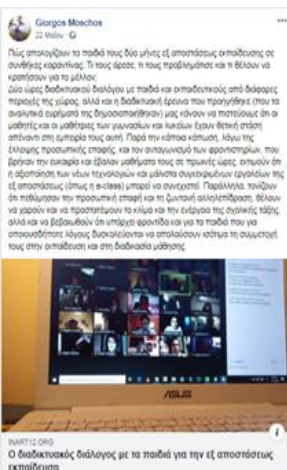 Giorgos Moschos
22 Μαΐου
Πώς απολογίζουν τα παιδιά τους δύο μήνες εξ αποστάσεως εκπαίδευσης σε
συνθήκες καραντίνας; Τι τους άρεσε, τι τους προβλημάτισε και τι θέλουν να
κρατήσουν για το μέλλον;
Δύο ώρες διαδικτυακού διαλόγου με παιδιά και εκπαιδευτικούς από διάφορες
περιοχές της χώρας, αλλά και η διαδικτυακή έρευνα που προηγήθηκε (που τα
αναλυτικά ευρήματά της δημοσιοποιήθηκαν) μας κάνουν να πιστεύουμε ότι οι
μαθητές και οι μαθήτριες των γυμνασίων και λυκείων έχουν θετική στάση
απέναντι στη εμπειρία τους αυτή. Παρά την κάποια κάπωση, λόγω της
έλλειψης προσωπικής επαφής, και τον ανταγωνισμό των φροντιστηρίων, που
βρήκαν την ευκαιρία και έβαλαν μαθήματα τους σε πρωινές ώρες, εκτιμούν ότι
η αξιοποίηση των νέων τεχνολογιών και μάλιστα συγκεκριμένων εργαλείων της
εξ αποστάσεως (όπως η e-class) μπορεί να συνεχιστεί. Παράλληλα, τονίζουν
ότι πεθύμησαν την προσωπική επαφή και τη ζωντανή αλληλεπίδραση, θέλουν
να χαρούν και να προστατέψουν το κλίμα και την ενέργεια της σχολικής τάξης,
αλλά και να βεβαιωθούν ότι υπάρχει φροντίδα και για τα παιδιά που για
οποιουσδήποτε λόγους δυσκολεύονται να απολαύσουν ισότιμα τη συμμετοχή
τους στην εκπαίδευση και στη διαδικασία μάθησης.
ASUS
INART12.ORG
Ο διαδικτυακός διάλογος με τα παιδιά για την εξ αποστάσεως
εκπαίδευση